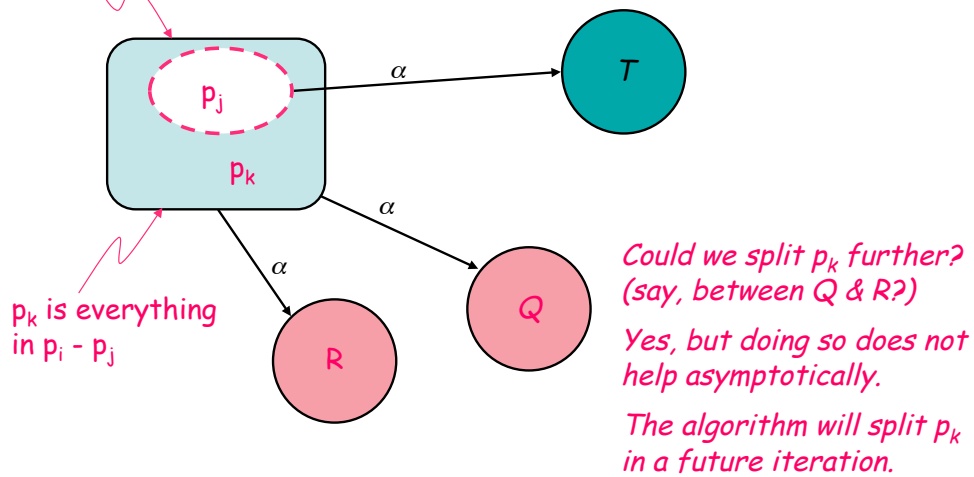 α
T
p_j
p_k
α
α
Could we split p_k further?
(say, between Q & R?)
Q
p_k is everything
in p_i - p_j
R
Yes, but doing so does not
help asymptotically.
The algorithm will split p_k
in a future iteration.